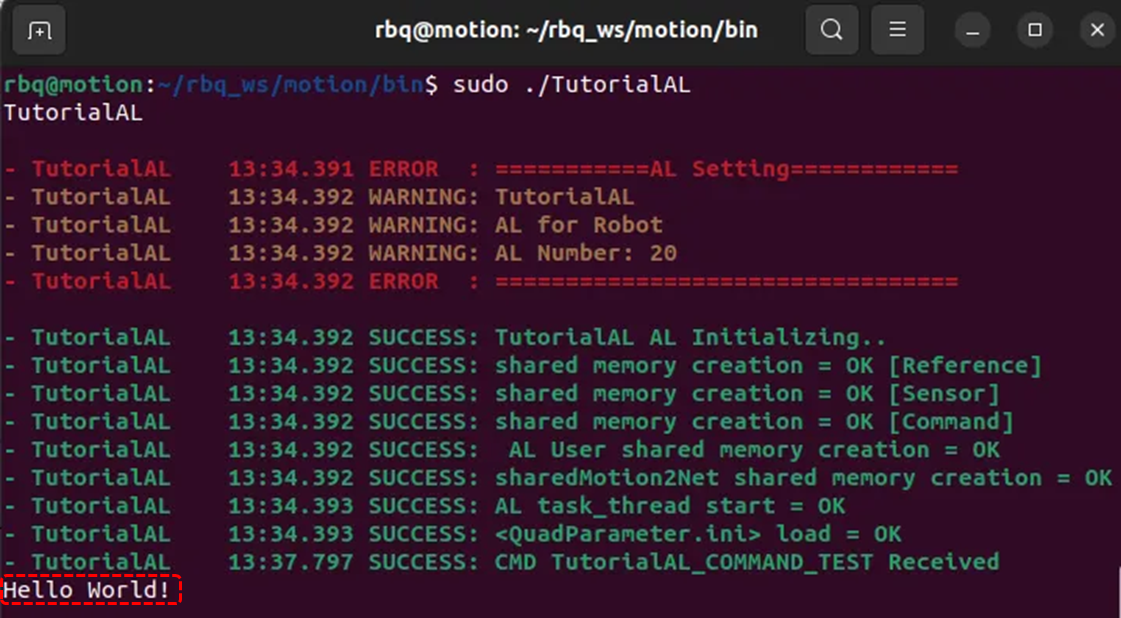 rbq@motion: ~/rbq_ws/motion/bin
rbq@motion:~/rbq_ws/motion/bin$ sudo ./TutorialAL
TutorialAL
- TutorialAL    13:34.391 ERROR  : ===========AL Setting============
- TutorialAL    13:34.392 WARNING: TutorialAL
- TutorialAL    13:34.392 WARNING: AL for Robot
- TutorialAL    13:34.392 WARNING: AL Number: 20
- TutorialAL    13:34.392 ERROR  : =================================
- TutorialAL    13:34.392 SUCCESS: TutorialAL AL Initializing..
- TutorialAL    13:34.392 SUCCESS: shared memory creation = OK [Reference]
- TutorialAL    13:34.392 SUCCESS: shared memory creation = OK [Sensor]
- TutorialAL    13:34.392 SUCCESS: shared memory creation = OK [Command]
- TutorialAL    13:34.392 SUCCESS:  AL User shared memory creation = OK
- TutorialAL    13:34.392 SUCCESS: sharedMotion2Net shared memory creation = OK
- TutorialAL    13:34.393 SUCCESS: AL task_thread start = OK
- TutorialAL    13:34.393 SUCCESS: <QuadParameter.ini> load = OK
- TutorialAL    13:37.797 SUCCESS: CMD TutorialAL_COMMAND_TEST Received
Hello World!